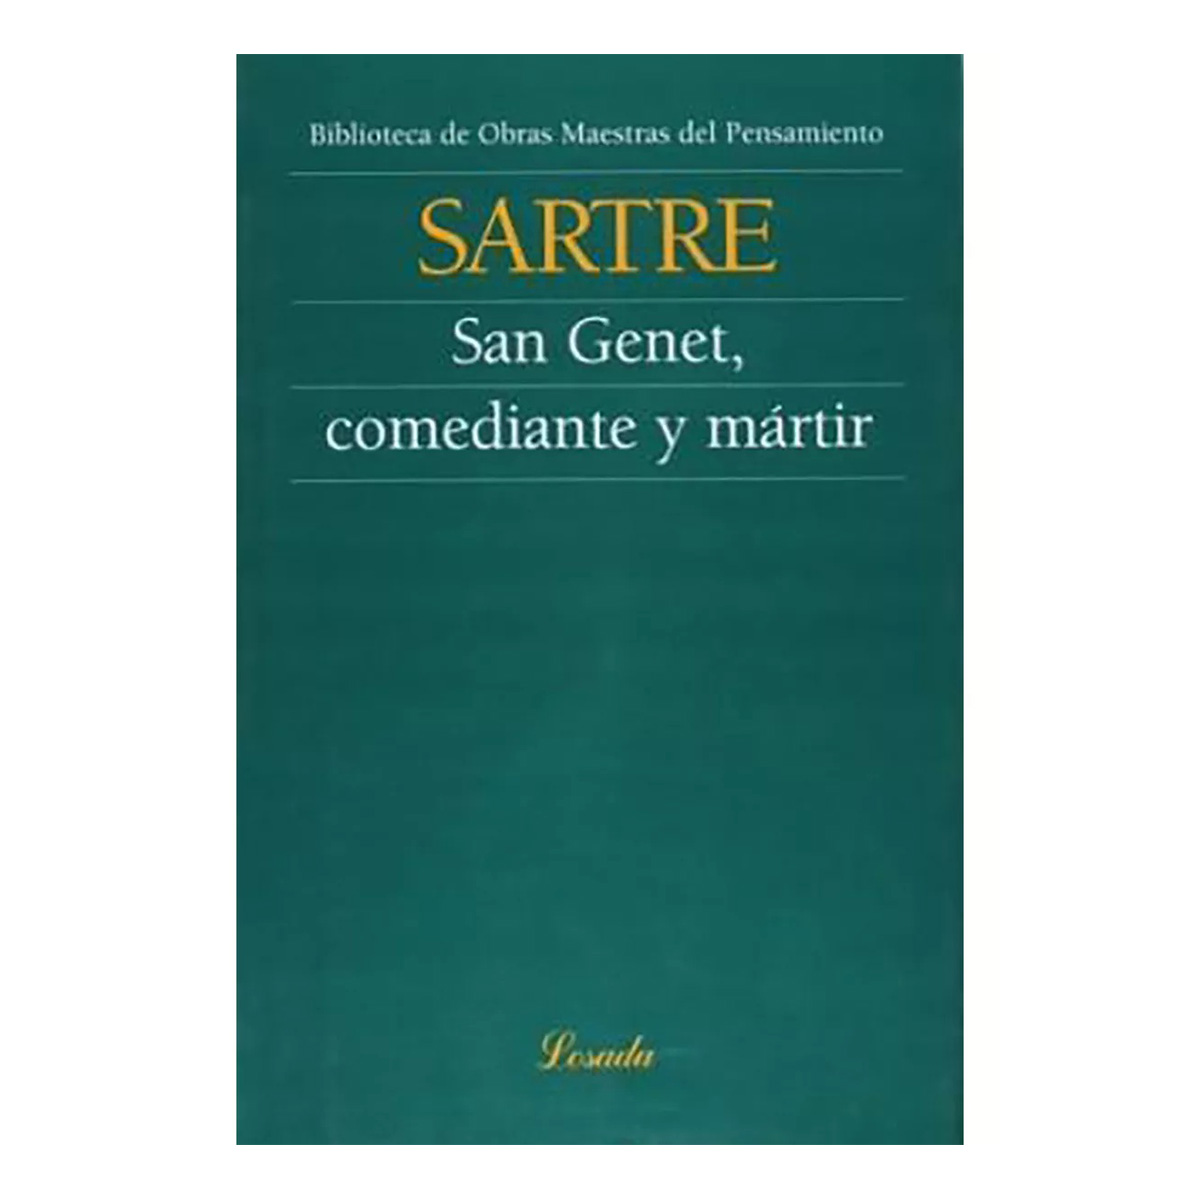 Biblioteca de Obras Maestras del Pensamiento
SARTRE
San Genet,
comediante y mártir
Losada